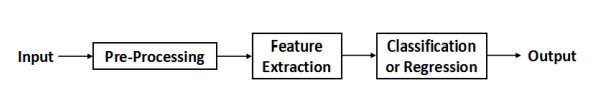 Input
Pre-Processing
Feature
Extraction
Classification
or Regression
Output